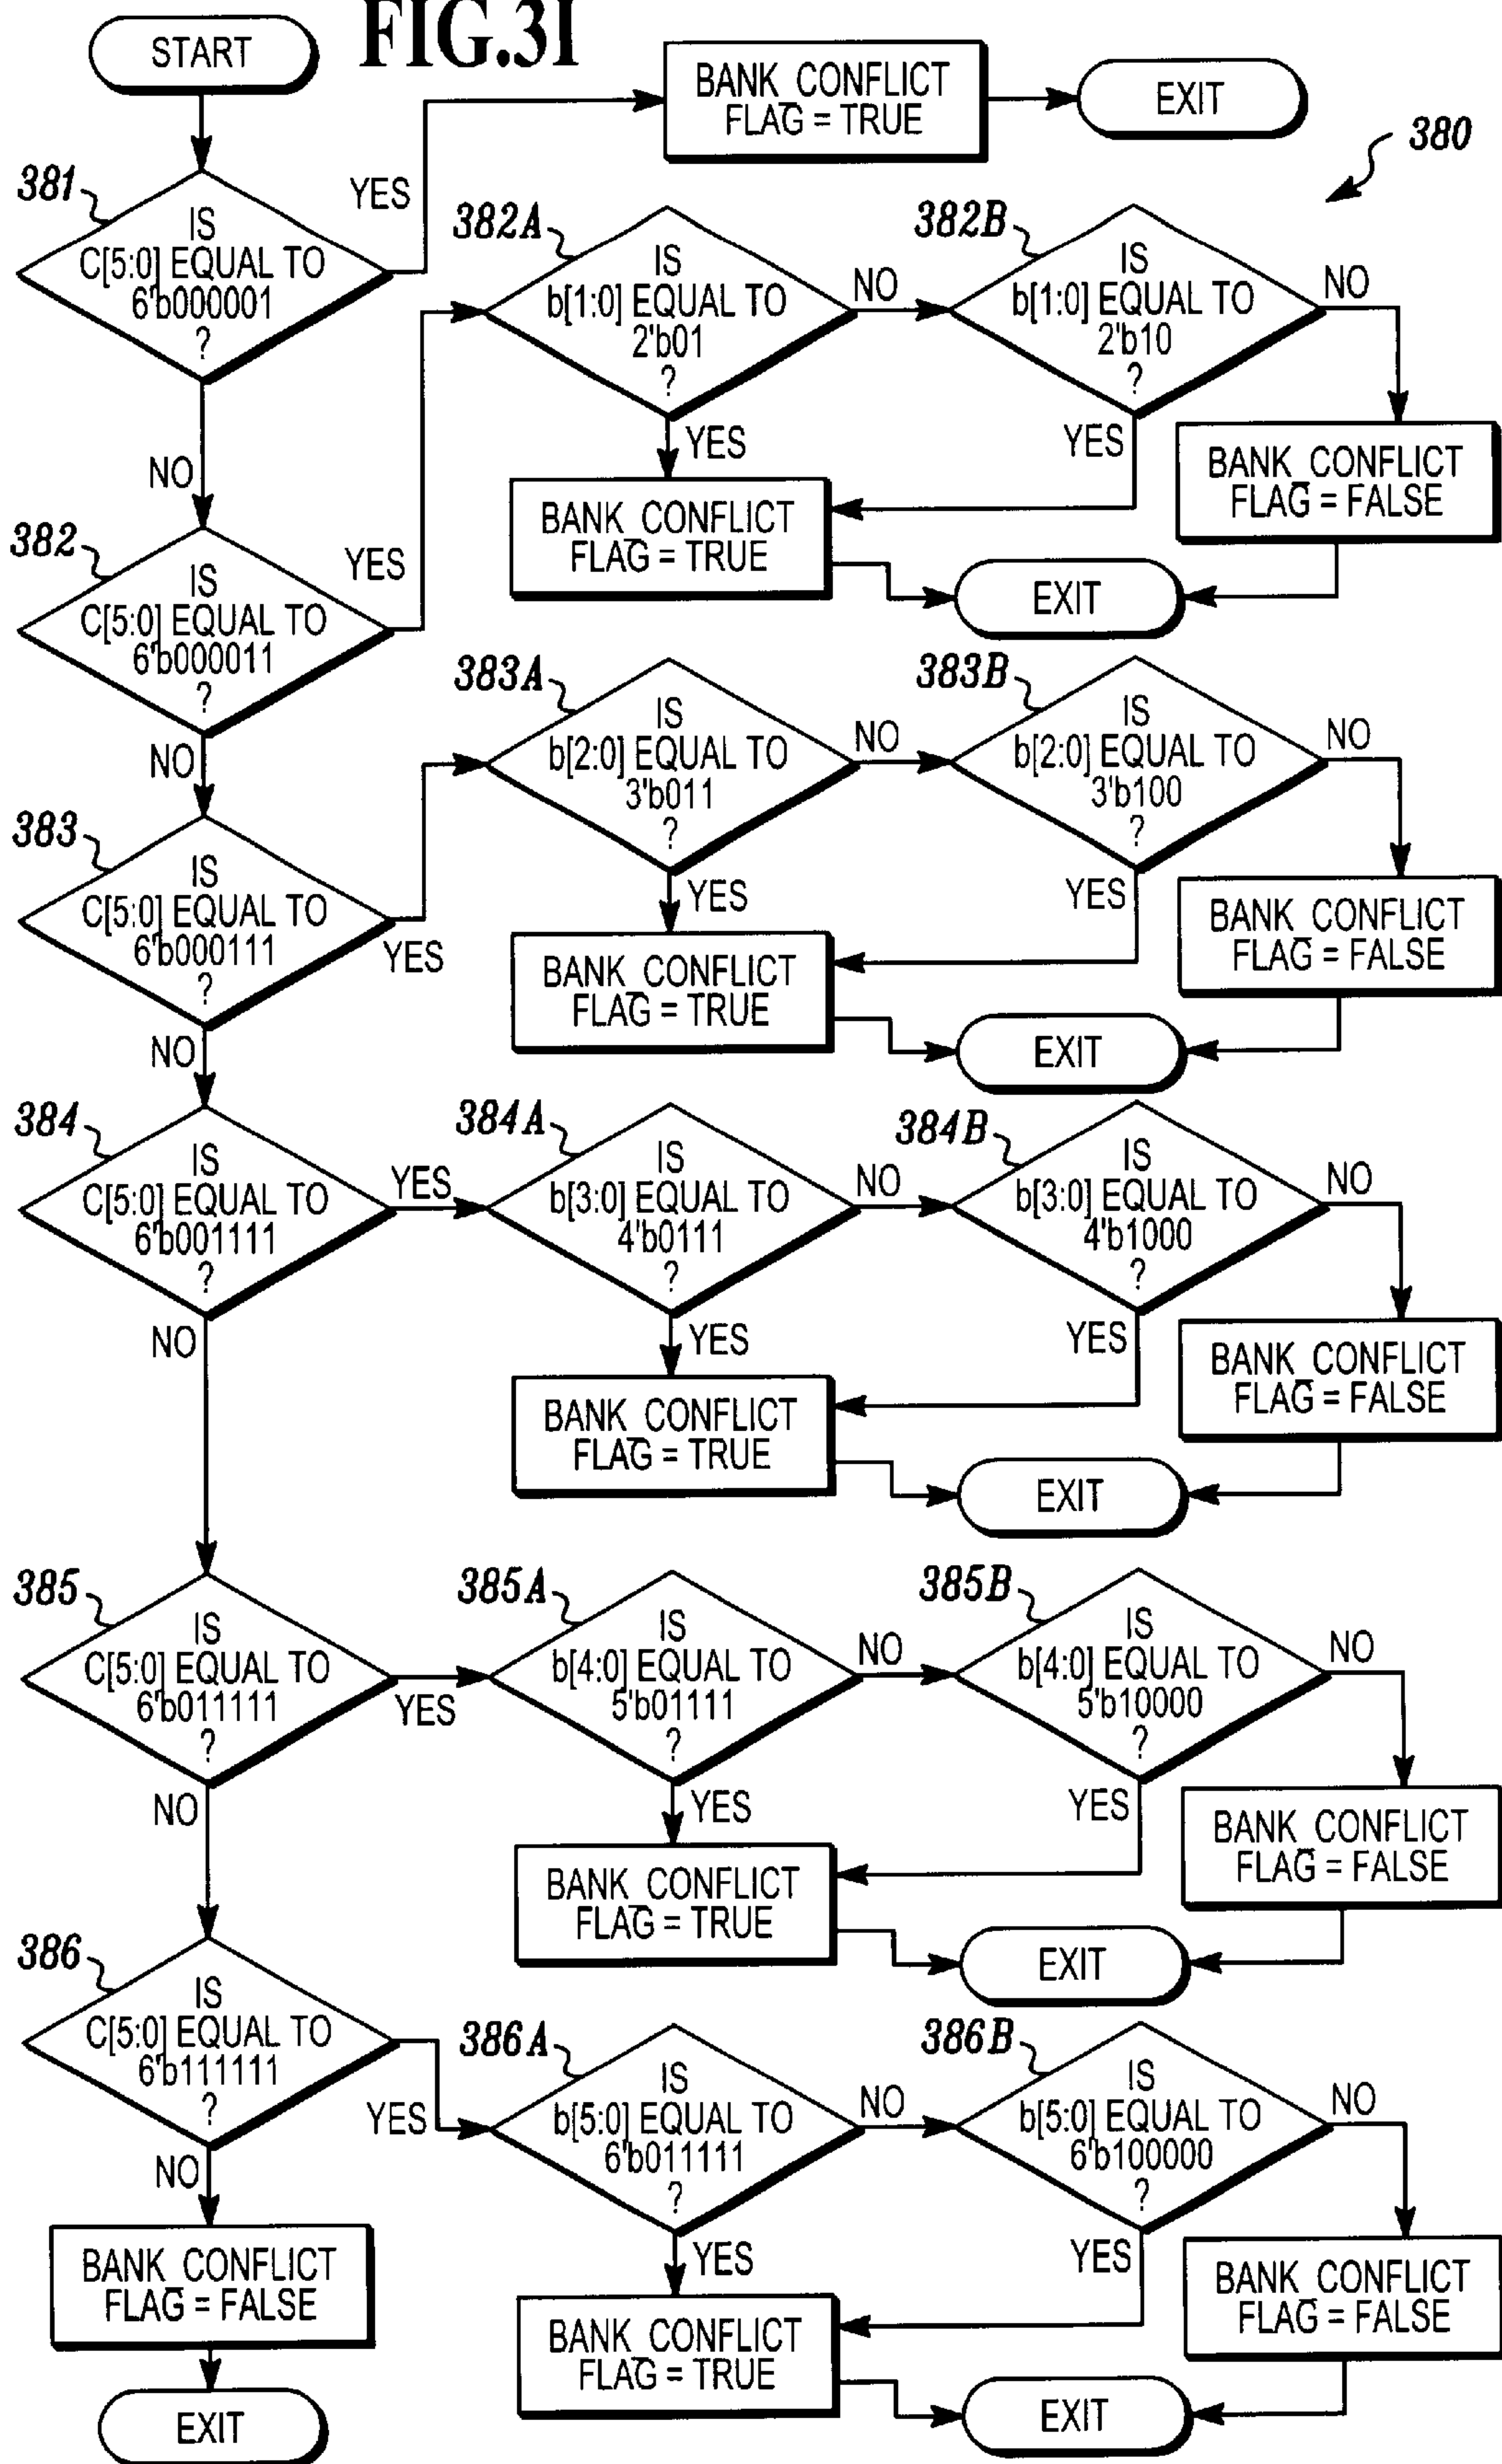 FIG.3I
START
BANK_CONFLICT
FLAG = TRUE
EXIT
380
381
IS
C[5:0] EQUAL TO
6'b000001
?
YES
NO
382A
IS
b[1:0] EQUAL TO
2'b01
?
NO
YES
382B
IS
b[1:0] EQUAL TO
2'b10
?
NO
YES
BANK_CONFLICT
FLAG = TRUE
BANK_CONFLICT
FLAG = FALSE
EXIT
382
IS
C[5:0] EQUAL TO
6'b000011
?
YES
NO
383A
IS
b[2:0] EQUAL TO
3'b011
?
NO
YES
383B
IS
b[2:0] EQUAL TO
3'b100
?
NO
YES
BANK_CONFLICT
FLAG = TRUE
BANK_CONFLICT
FLAG = FALSE
EXIT
383
IS
C[5:0] EQUAL TO
6'b000111
?
YES
NO
384
IS
C[5:0] EQUAL TO
6'b001111
?
YES
NO
384A
IS
b[3:0] EQUAL TO
4'b0111
?
NO
YES
384B
IS
b[3:0] EQUAL TO
4'b1000
?
NO
YES
BANK_CONFLICT
FLAG = TRUE
BANK_CONFLICT
FLAG = FALSE
EXIT
385
IS
C[5:0] EQUAL TO
6'b011111
?
YES
NO
385A
IS
b[4:0] EQUAL TO
5'b01111
?
NO
YES
385B
IS
b[4:0] EQUAL TO
5'b10000
?
NO
YES
BANK_CONFLICT
FLAG = TRUE
BANK_CONFLICT
FLAG = FALSE
EXIT
386
IS
C[5:0] EQUAL TO
6'b111111
?
YES
NO
386A
IS
b[5:0] EQUAL TO
6'b011111
?
NO
YES
386B
IS
b[5:0] EQUAL TO
6'b100000
?
NO
YES
BANK_CONFLICT
FLAG = FALSE
BANK_CONFLICT
FLAG = TRUE
BANK_CONFLICT
FLAG = FALSE
EXIT
EXIT